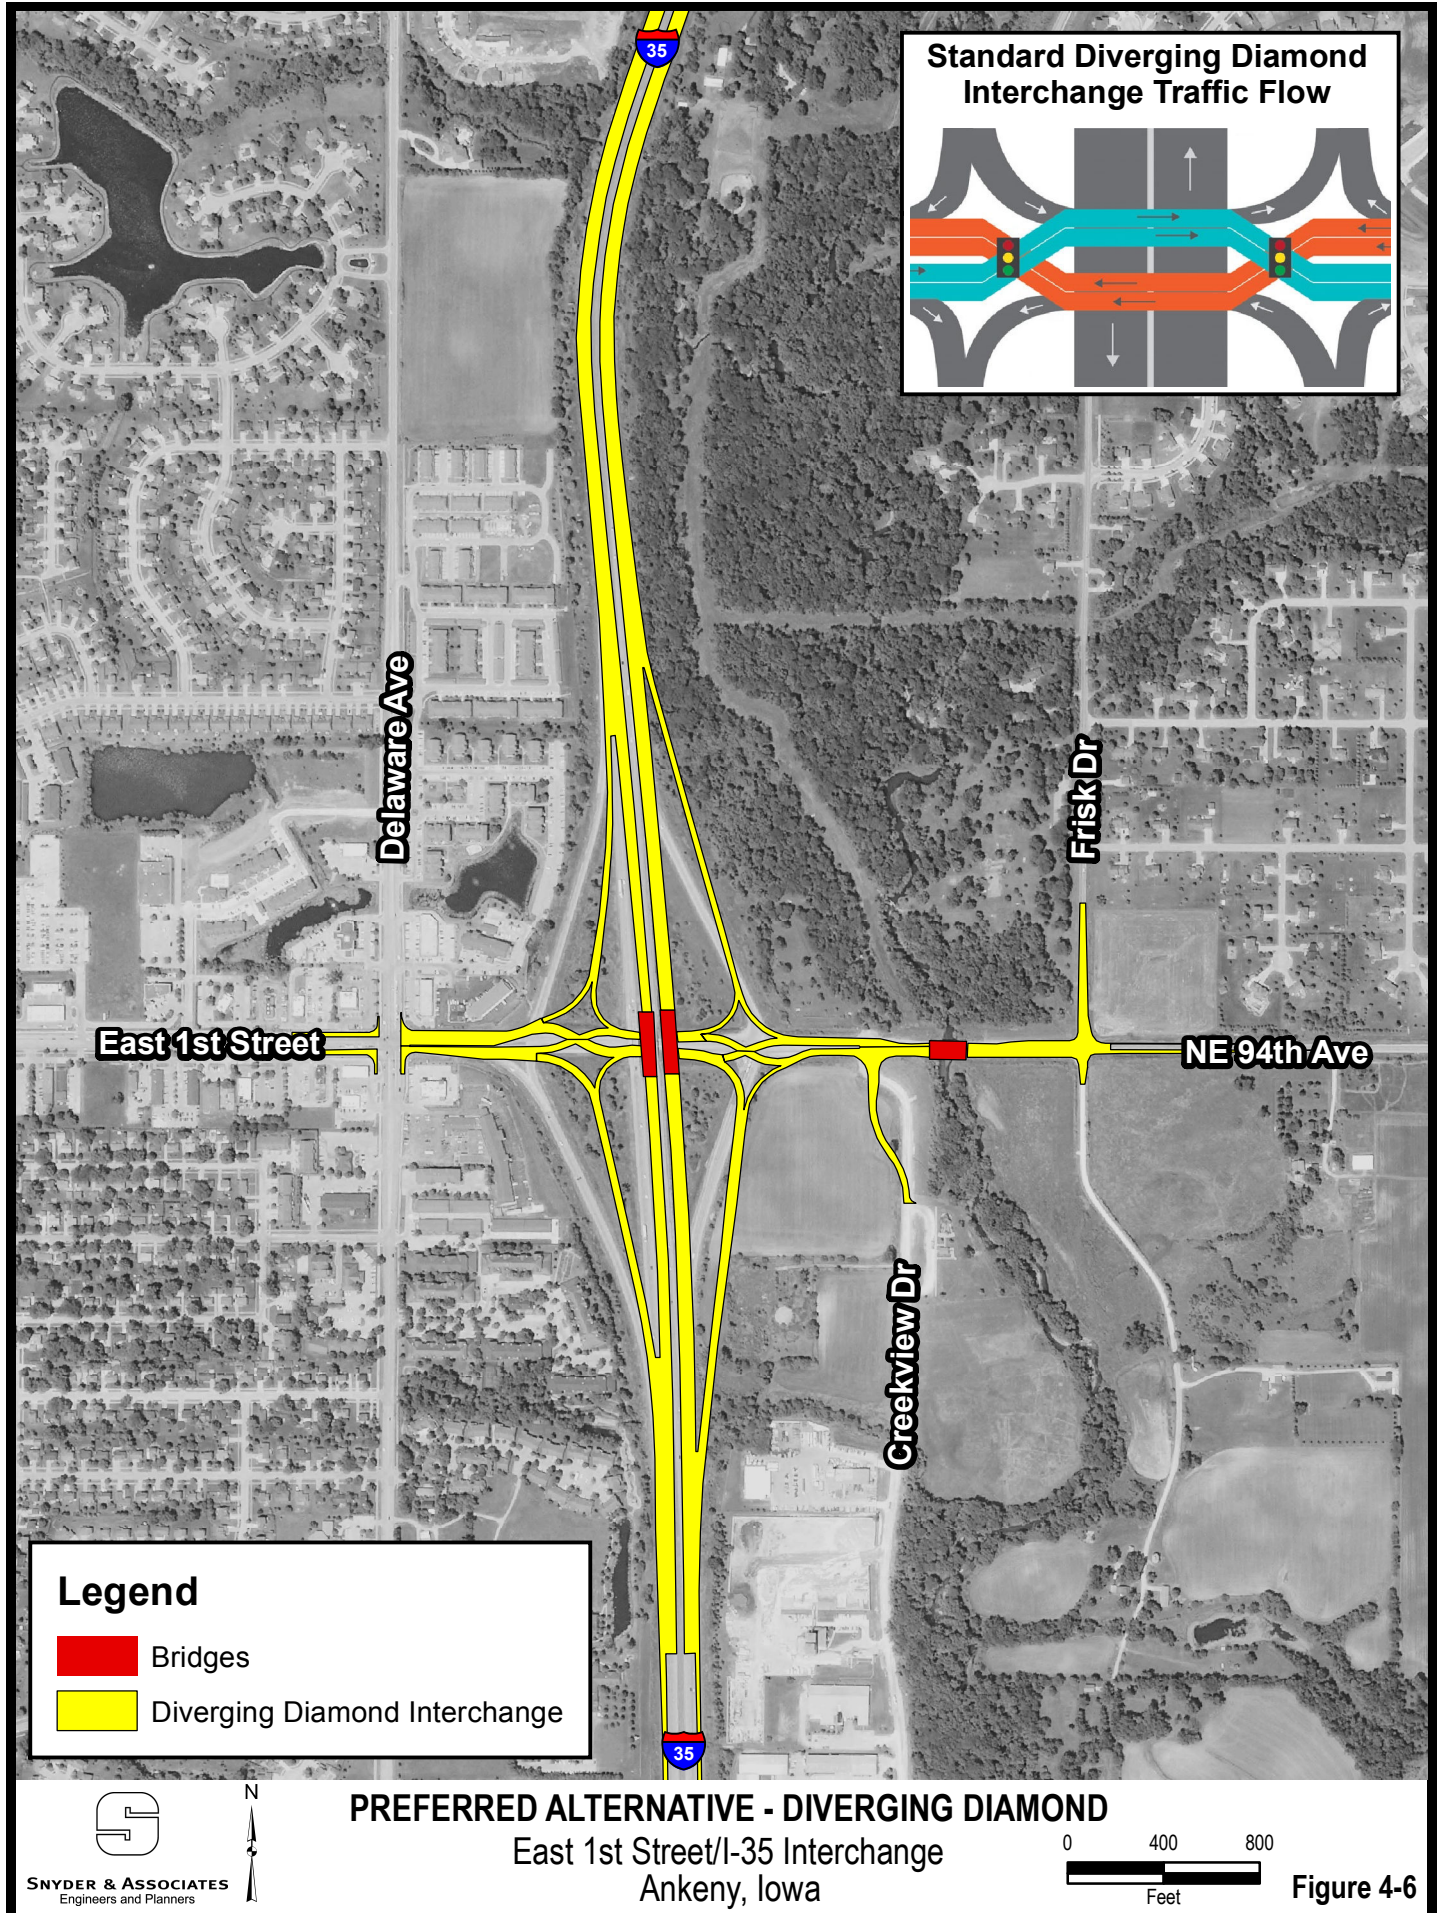 35
Standard Diverging Diamond
Interchange Traffic Flow
Delaware Ave
Frisk Dr
East 1st Street
NE 94th Ave
Creekview Dr
Legend
Bridges
Diverging Diamond Interchange
35
S
SNYDER & ASSOCIATES
Engineers and Planners
N
PREFERRED ALTERNATIVE - DIVERGING DIAMOND
East 1st Street/I-35 Interchange
Ankeny, Iowa
0 400 800
Feet
Figure 4-6